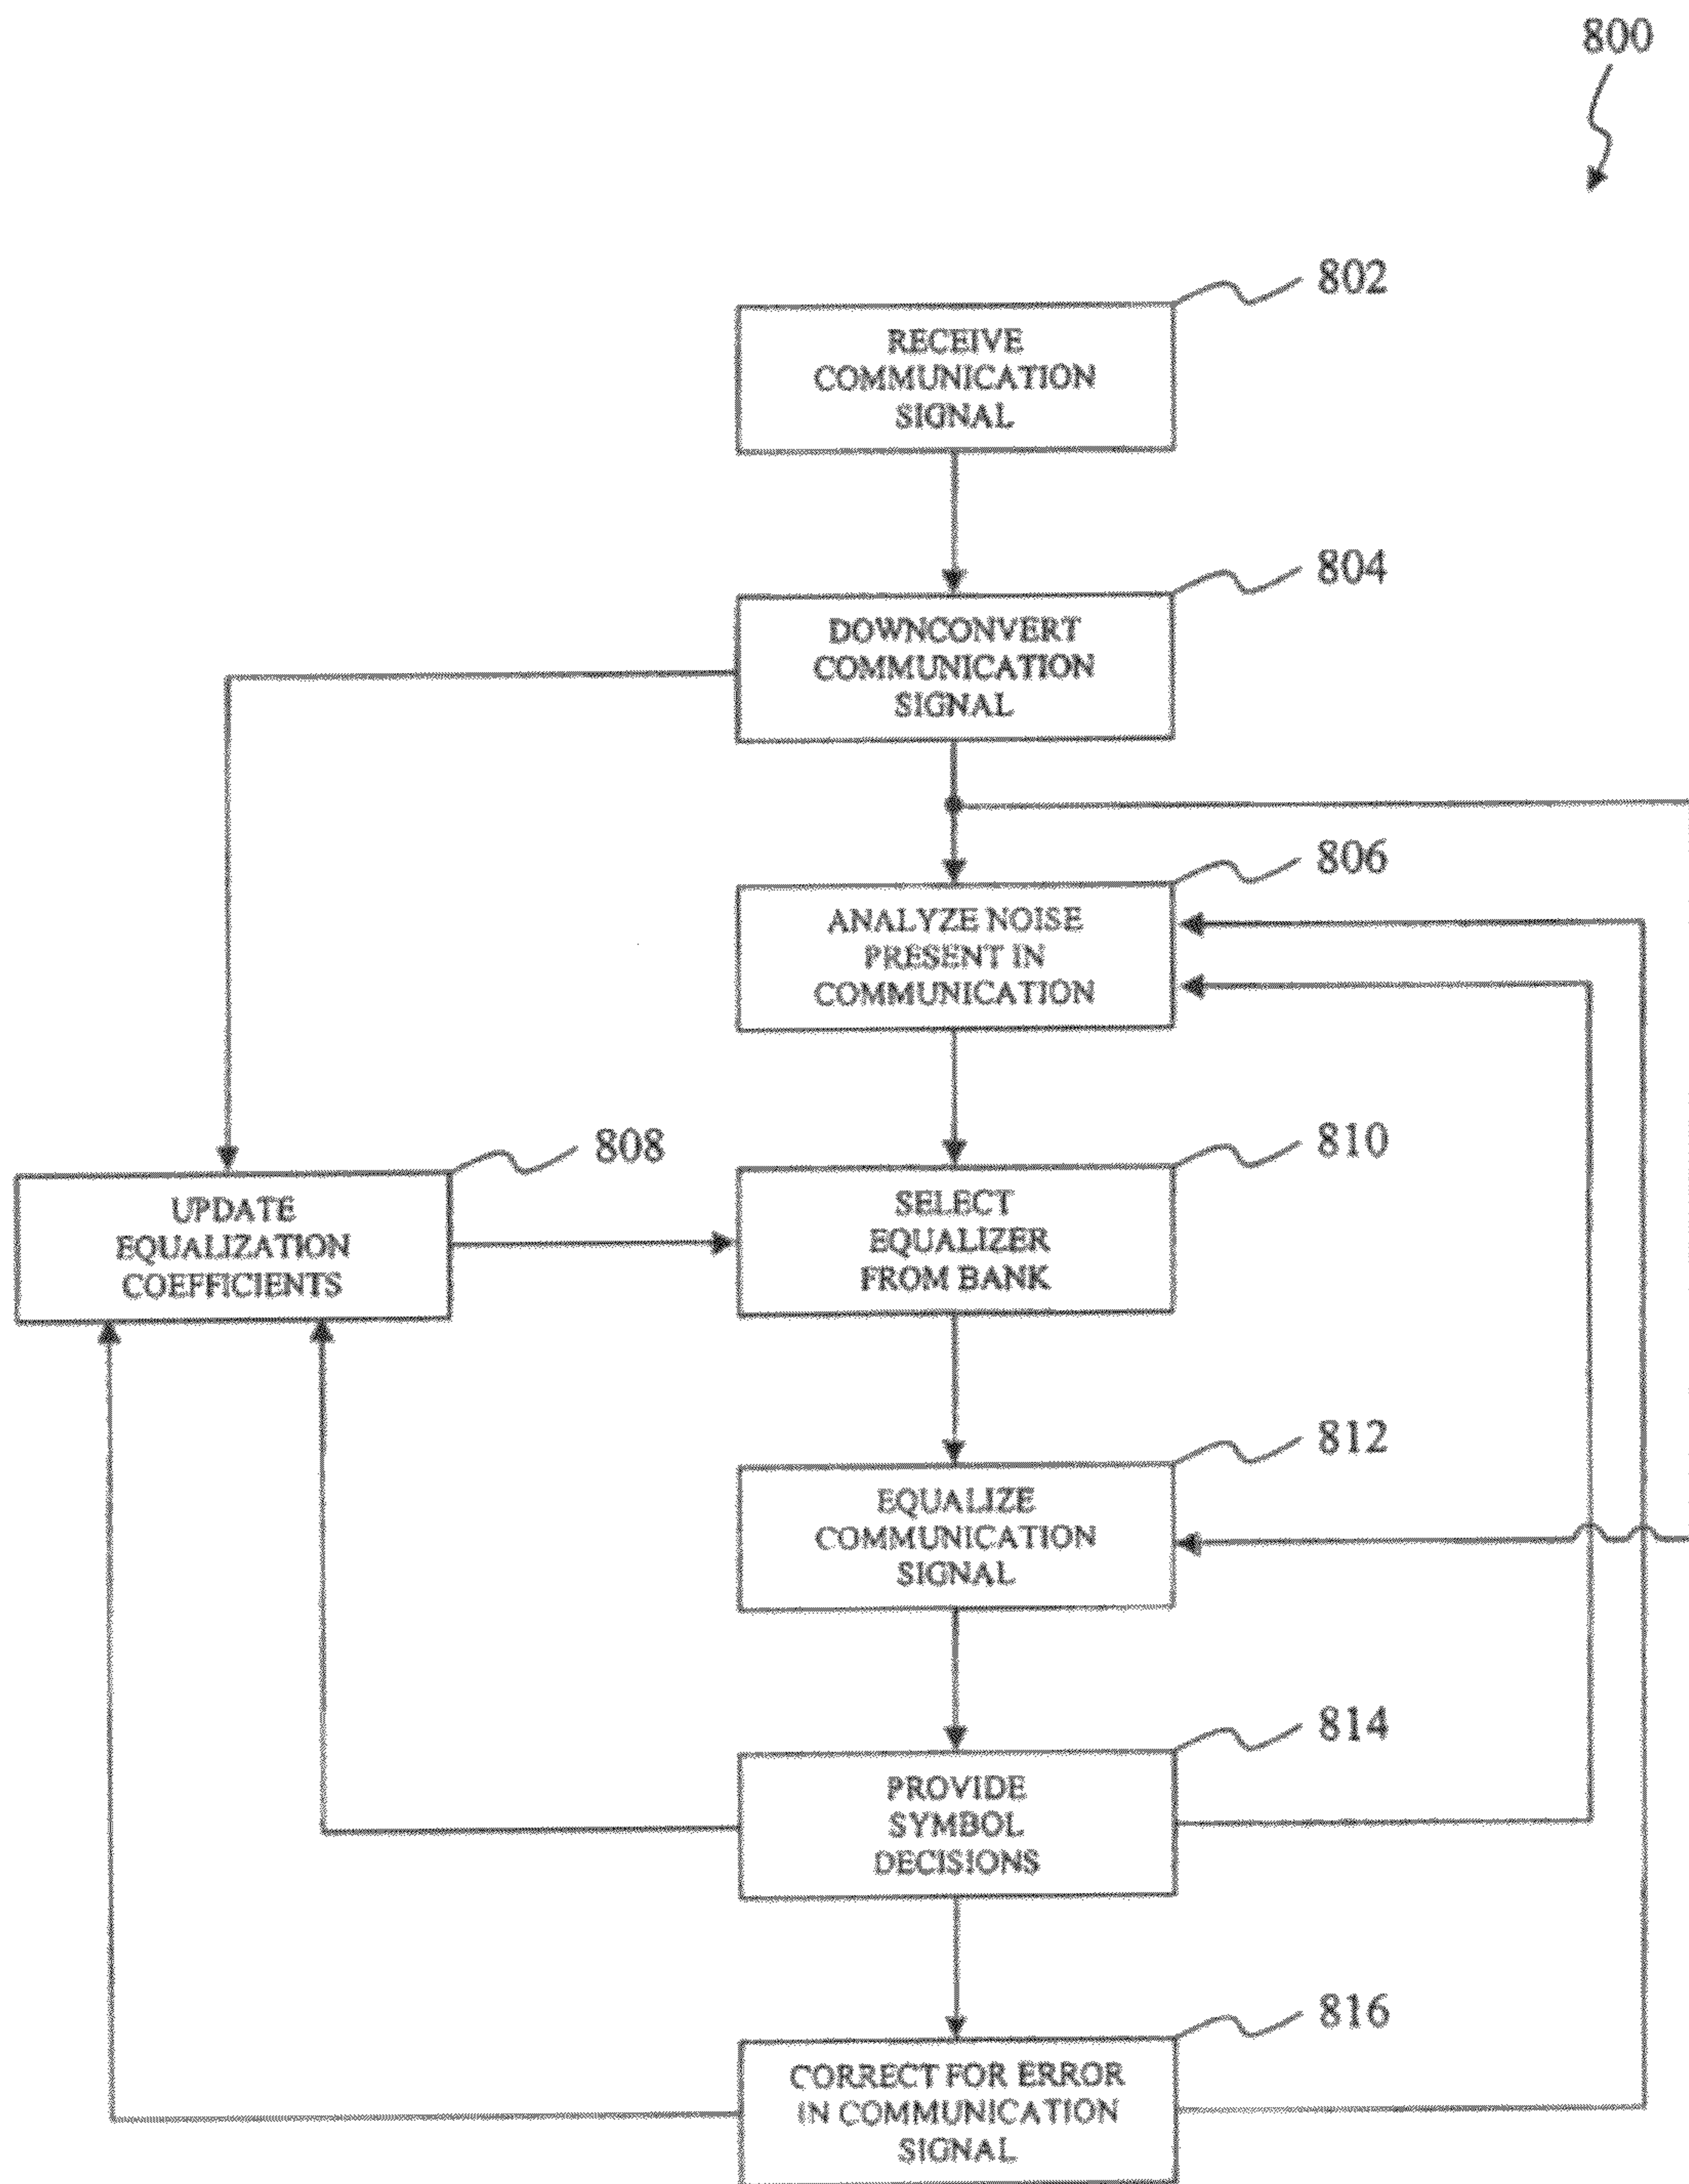 800
802
RECEIVE
COMMUNICATION
SIGNAL
804
DOWNCONVERT
COMMUNICATION
SIGNAL
806
ANALYZE NOISE
PRESENT IN
COMMUNICATION
808
UPDATE
EQUALIZATION
COEFFICIENTS
810
SELECT
EQUALIZER
FROM BANK
812
EQUALIZE
COMMUNICATION
SIGNAL
814
PROVIDE
SYMBOL
DECISIONS
816
CORRECT FOR ERROR
IN COMMUNICATION
SIGNAL